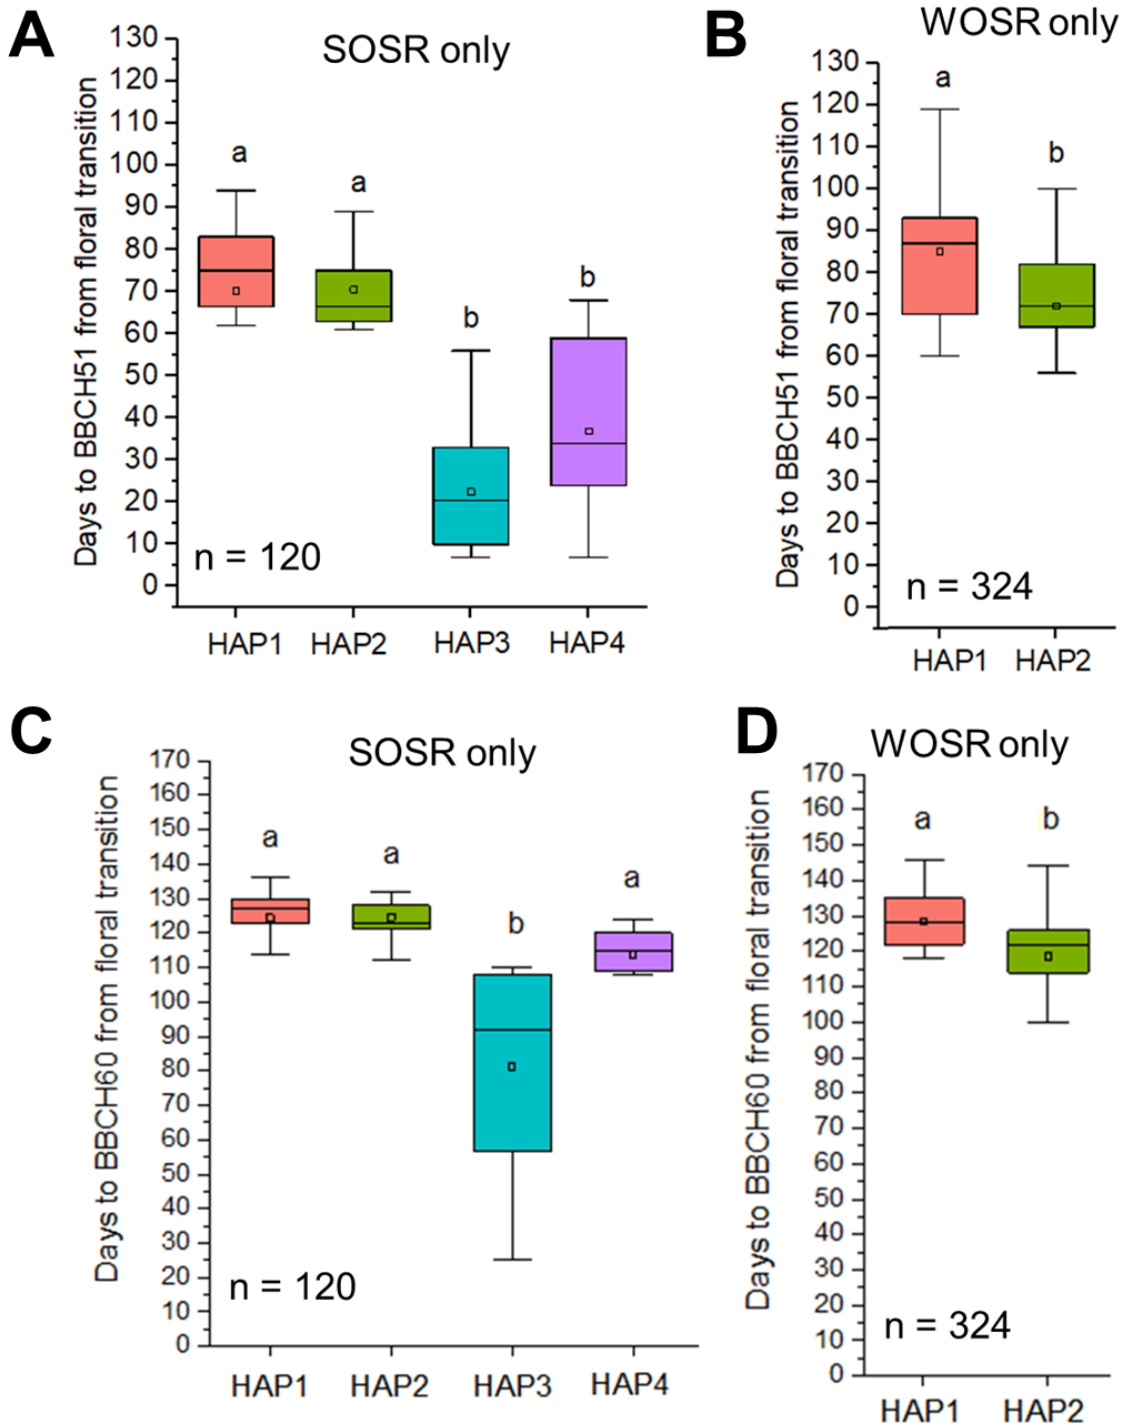 A
SOSR only
Days to BBCH51 from floral transition
130
120
110
100
90
80
70
60
50
40
30
20
10
0
a
a
b
b
n = 120
HAP1 HAP2 HAP3 HAP4
B
WOSR only
Days to BBCH51 from floral transition
130
120
110
100
90
80
70
60
50
40
30
20
10
0
a
b
n = 324
HAP1 HAP2
C
SOSR only
Days to BBCH60 from floral transition
170
160
150
140
130
120
110
100
90
80
70
60
50
40
30
20
10
0
a
a
b
a
n = 120
HAP1 HAP2 HAP3 HAP4
D
WOSR only
Days to BBCH60 from floral transition
170
160
150
140
130
120
110
100
90
80
70
60
50
40
30
20
10
0
a
b
n = 324
HAP1 HAP2